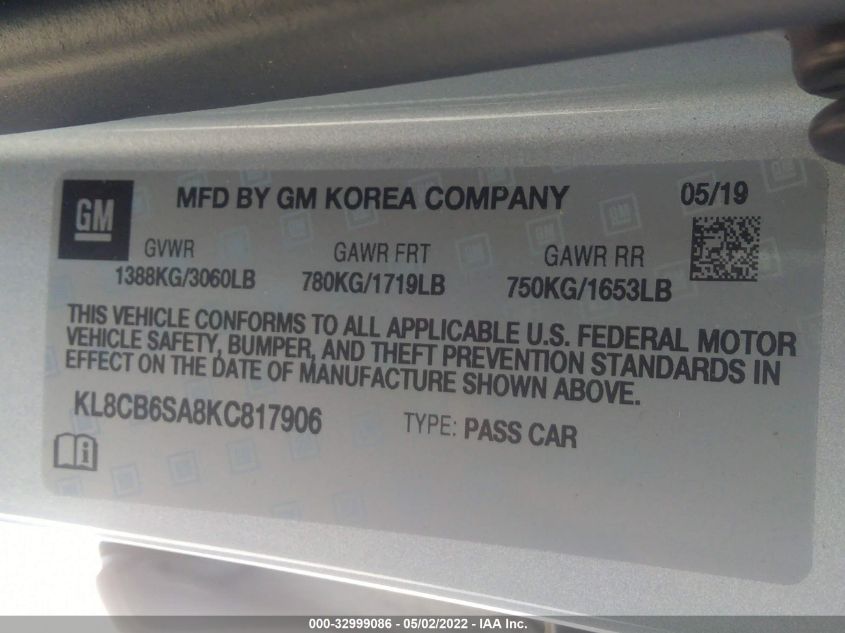 GM
MFD BY GM KOREA COMPANY
05/19
GVWR
GAWR FRT
GAWR RR
1388KG/3060LB
780KG/1719LB
750KG/1653LB
THIS VEHICLE CONFORMS TO ALL APPLICABLE U.S. FEDERAL MOTOR
VEHICLE SAFETY, BUMPER, AND THEFT PREVENTION STANDARDS IN
EFFECT ON THE DATE OF MANUFACTURE SHOWN ABOVE.
KL8CB6SA8KC817906
TYPE: PASS CAR
000-32999086 - 05/02/2022 - IAA Inc.